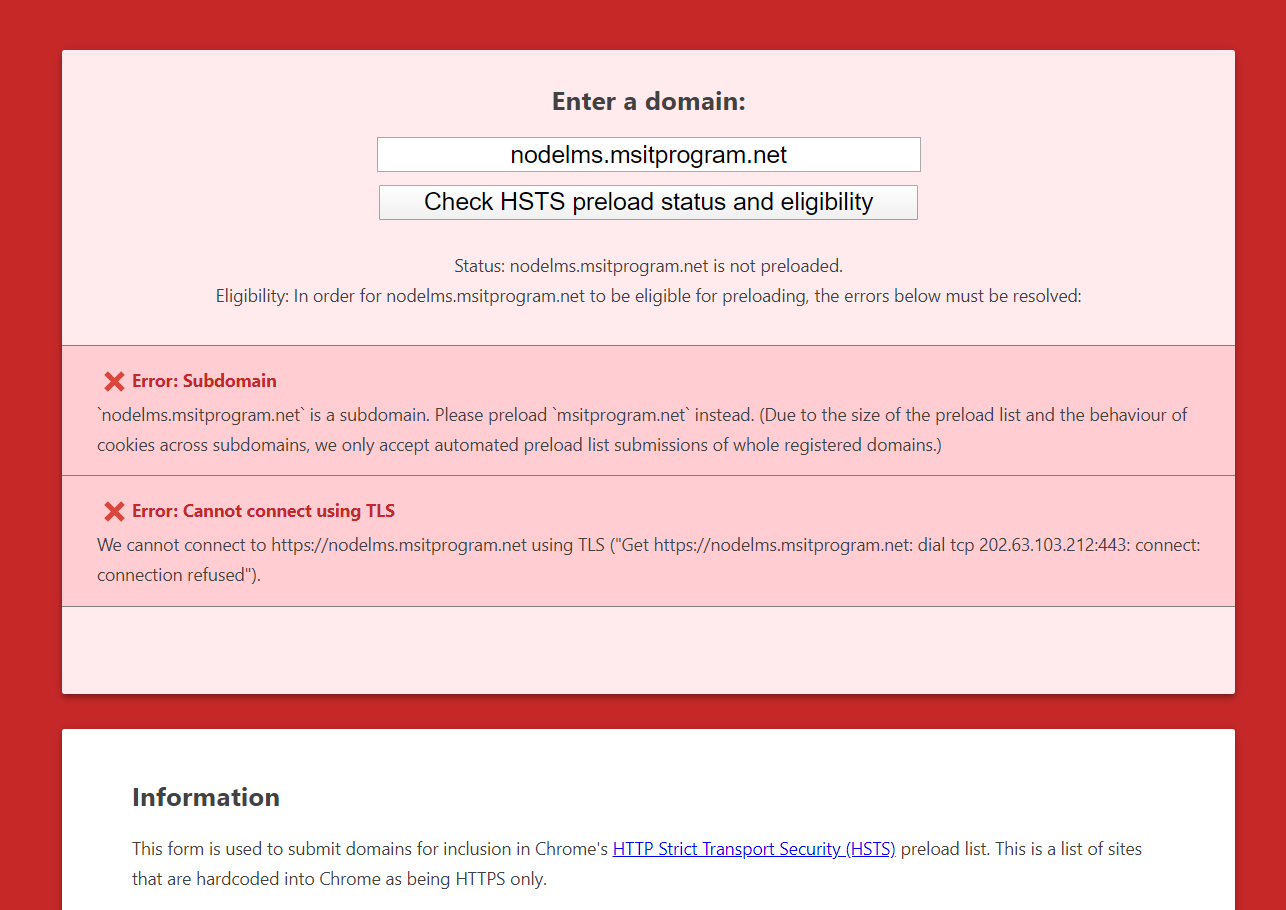 Enter a domain:
nodelms.msitprogram.net
Check HSTS preload status and eligibility
Status: nodelms.msitprogram.net is not preloaded.
Eligibility: In order for nodelms.msitprogram.net to be eligible for preloading, the errors below must be resolved:
❌ Error: Subdomain
`nodelms.msitprogram.net` is a subdomain. Please preload `msitprogram.net` instead. (Due to the size of the preload list and the behaviour of
cookies across subdomains, we only accept automated preload list submissions of whole registered domains.)
❌ Error: Cannot connect using TLS
We cannot connect to https://nodelms.msitprogram.net using TLS ("Get https://nodelms.msitprogram.net: dial tcp 202.63.103.212:443: connect:
connection refused").
Information
This form is used to submit domains for inclusion in Chrome's HTTP Strict Transport Security (HSTS) preload list. This is a list of sites
that are hardcoded into Chrome as being HTTPS only.